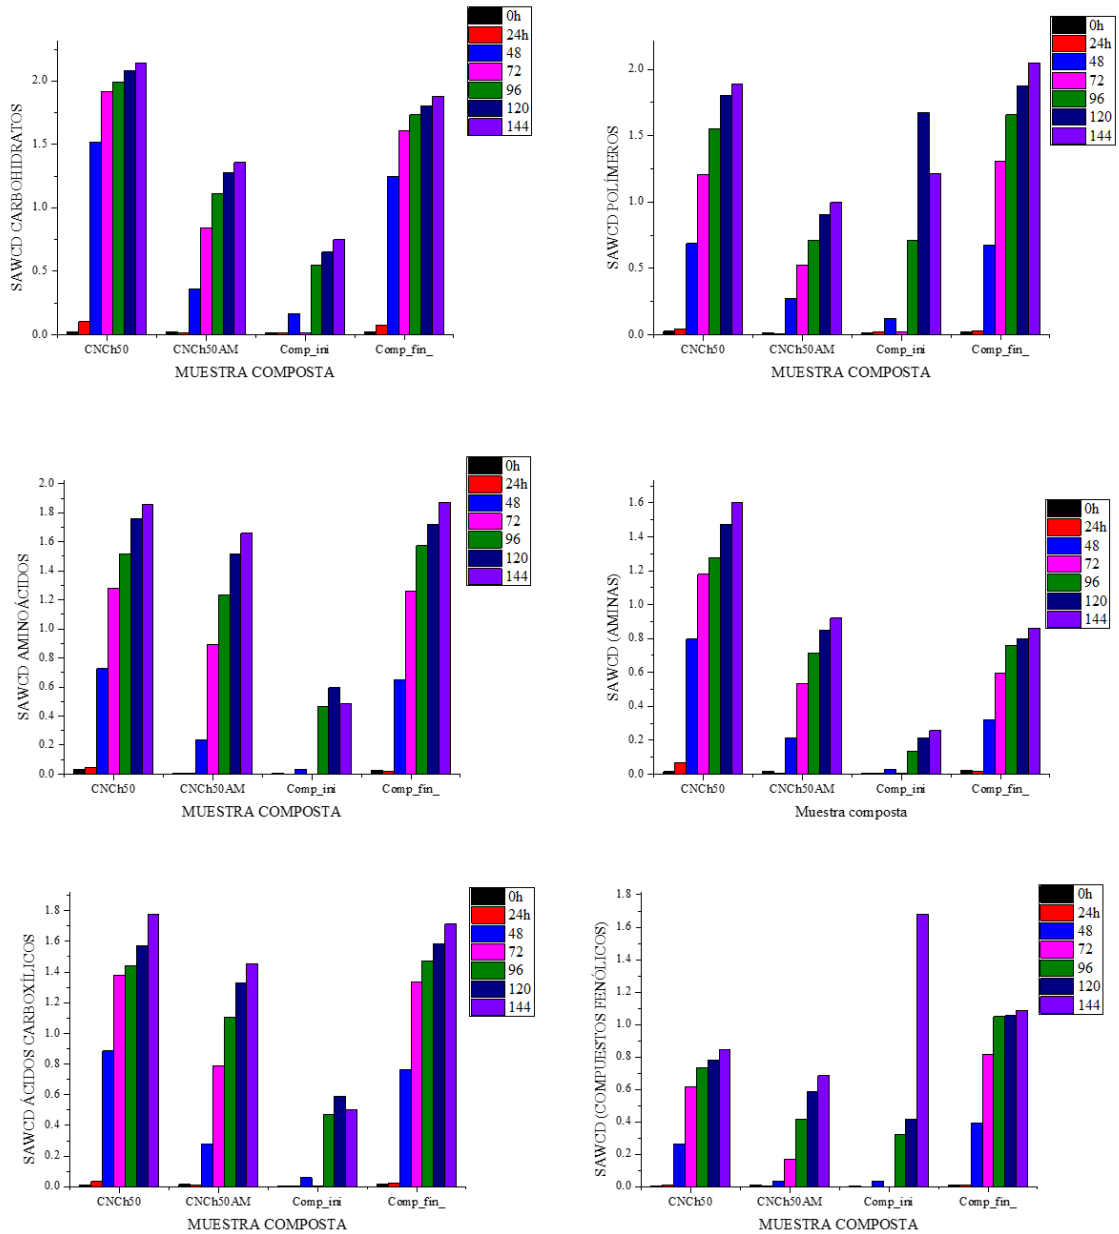 0h
24h
48
72
96
120
144
2.0
1.5
1.0
0.5
0.0
SAWCD CARBOHIDRATOS
CNCh50 CNCh50AM Comp_ini Comp_fin_
MUESTRA COMPOSTA
0h
24h
48
72
96
120
144
2.0
1.5
1.0
0.5
0.0
SAWCD POLÍMEROS
CNCh50 CNCh50AM Comp_ini Comp_fin_
MUESTRA COMPOSTA
0h
24h
48
72
96
120
144
2.0
1.8
1.6
1.4
1.2
1.0
0.8
0.6
0.4
0.2
0.0
SAWCD AMINOÁCIDOS
CNCh50 CNCh50AM Comp_ini Comp_fin_
MUESTRA COMPOSTA
0h
24h
48
72
96
120
144
1.6
1.4
1.2
1.0
0.8
0.6
0.4
0.2
0.0
SAWCD (AMINAS)
CNCh50 CNCh50AM Comp_ini Comp_fin_
Muestra composta
0h
24h
48
72
96
120
144
1.8
1.6
1.4
1.2
1.0
0.8
0.6
0.4
0.2
0.0
SAWCD ÁCIDOS CARBOXÍLICOS
CNCh50 CNCh50AM Comp_ini Comp_fin_
MUESTRA COMPOSTA
0h
24h
48
72
96
120
144
1.8
1.6
1.4
1.2
1.0
0.8
0.6
0.4
0.2
0.0
SAWCD (COMPUESTOS FENÓLICOS)
CNCh50 CNCh50AM Comp_ini Comp_fin_
MUESTRA COMPOSTA